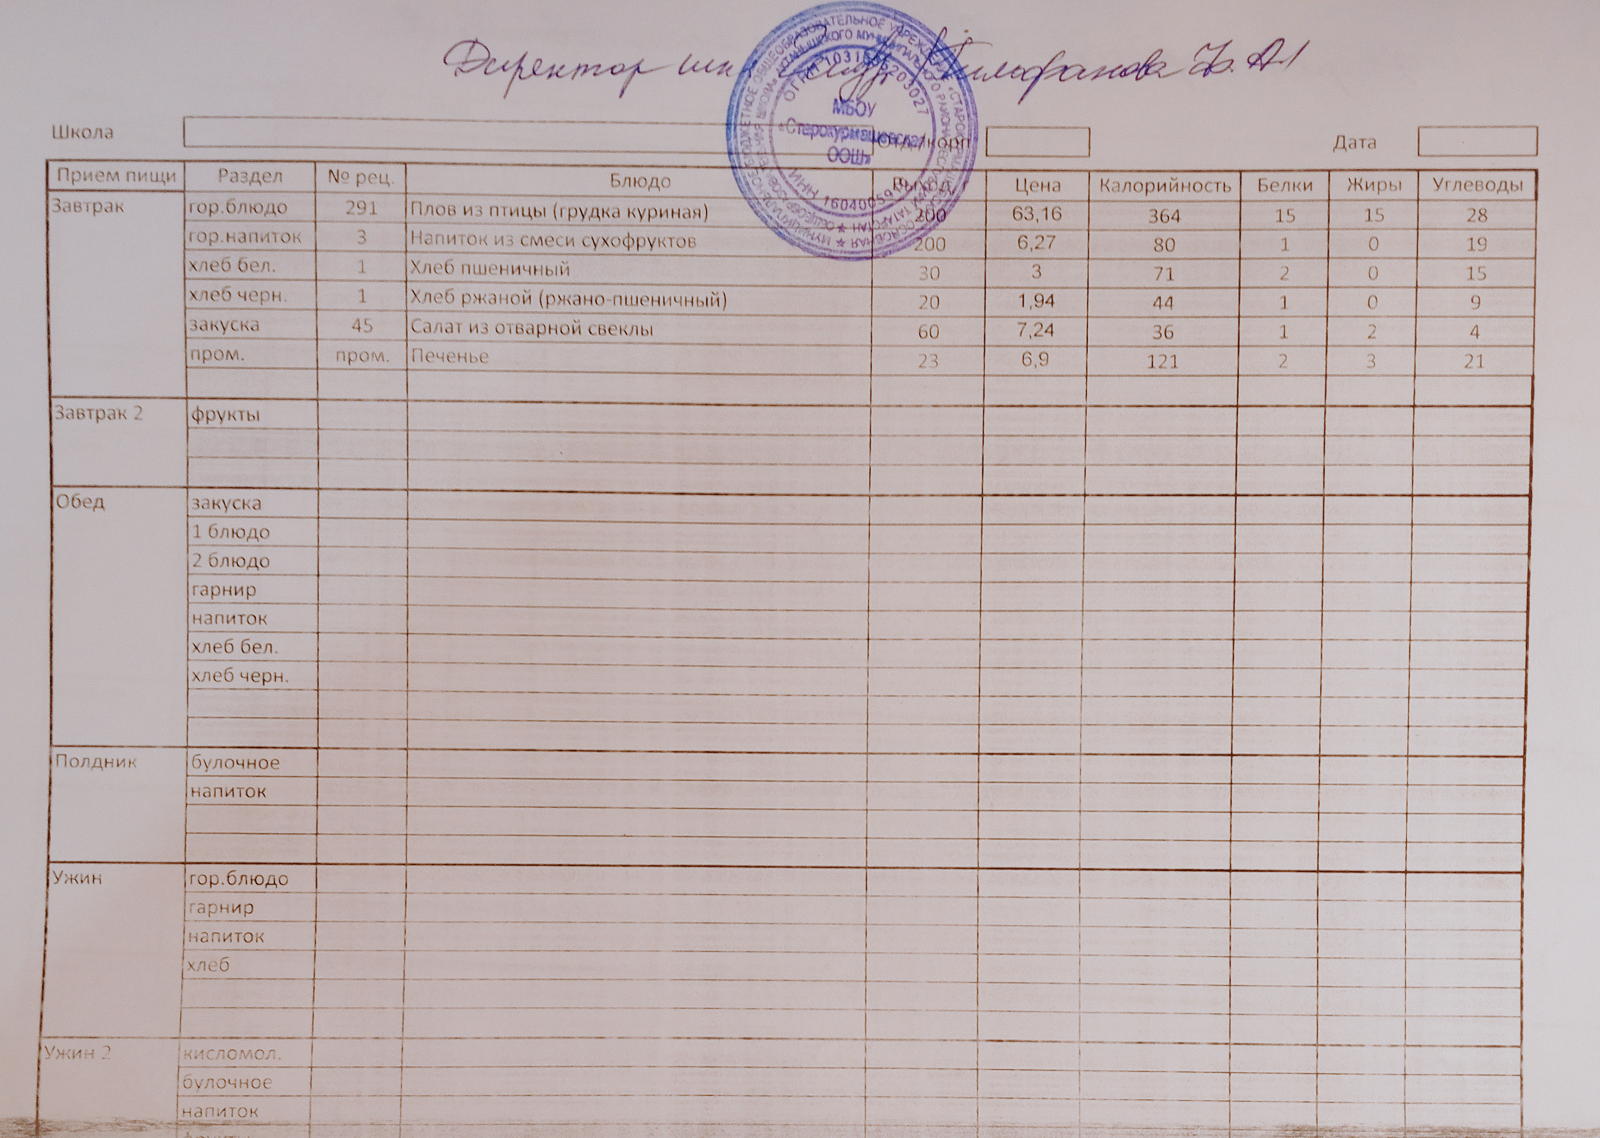 Директор
Школа Дата
Прием пищи Раздел № рец. Блюдо Выход, Цена Калорийность Белки Жиры Углеводы
Завтрак гор.блюдо 291 Плов из птицы (грудка куриная) 200 63,16 364 15 15 28
гор.напиток 3 Напиток из смеси сухофруктов 200 6,27 80 1 0 19
хлеб бел. 1 Хлеб пшеничный 30 3 71 2 0 15
хлеб черн. 1 Хлеб ржаной (ржано-пшеничный) 20 1,94 44 1 0 9
закуска 45 Салат из отварной свеклы 60 7,24 36 1 2 4
пром. пром. Печенье 23 6,9 121 2 3 21
Завтрак 2 фрукты
Обед закуска
1 блюдо
2 блюдо
гарнир
напиток
хлеб бел.
хлеб черн.
Полдник булочное
напиток
Ужин гор.блюдо
гарнир
напиток
хлеб
Ужин 2 кисломол.
булочное
напиток
МБОУ
«Старокурмашевская
ООШ»